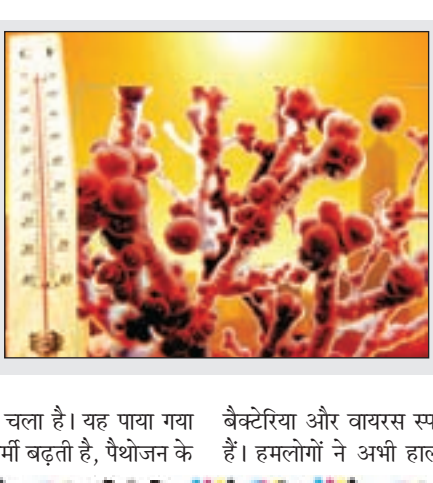 C F
चला है। यह पाया गया
र्मी बढ़ती है, पैथोजन के
बैक्टेरिया और वायरस स्प
हैं। हमलोगों ने अभी हाल